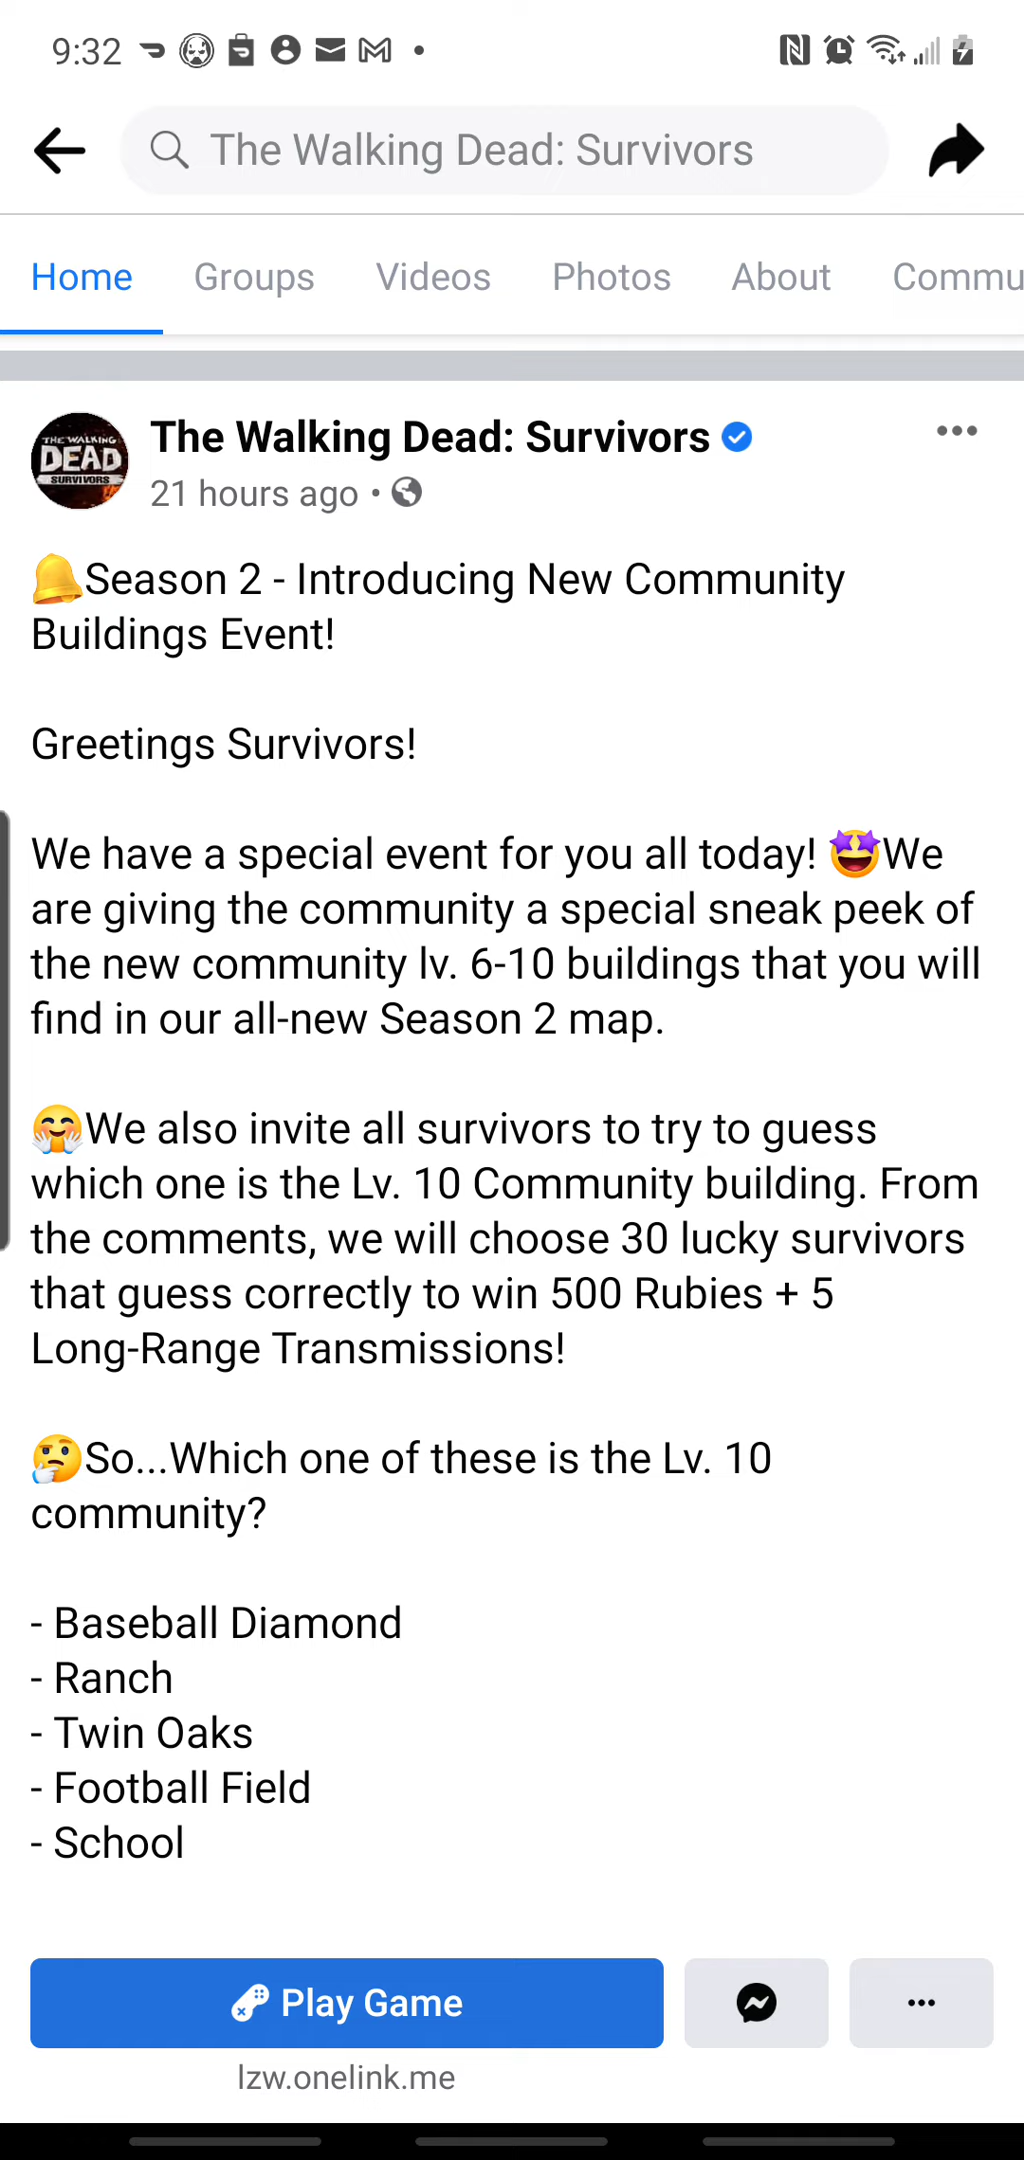 9:32
The Walking Dead: Survivors
Home Groups Videos Photos About Commu
THE WALKING
DEAD
SURVIVORS
The Walking Dead: Survivors
21 hours ago •
🔔Season 2 - Introducing New Community
Buildings Event!
Greetings Survivors!
We have a special event for you all today! 🤩We
are giving the community a special sneak peek of
the new community lv. 6-10 buildings that you will
find in our all-new Season 2 map.
🤗We also invite all survivors to try to guess
which one is the Lv. 10 Community building. From
the comments, we will choose 30 lucky survivors
that guess correctly to win 500 Rubies + 5
Long-Range Transmissions!
🤔So...Which one of these is the Lv. 10
community?
- Baseball Diamond
- Ranch
- Twin Oaks
- Football Field
- School
Play Game
lzw.onelink.me